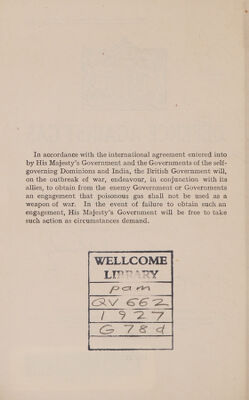 In accordance with the international agreement entered into
by His Majesty's Government and the Governments of the self-
governing Dominions and India, the British Government will,
on the outbreak of war, endeavour, in conjunction with its
allies, to obtain from the enemy Government or Governments
an engagement that poisonous gas shall not be used as a
weapon of war. In the event of failure to obtain such an
engagement, His Majesty's Government will be free to take
such action as circumstances demand.
WELLCOME
LIBRARY
pam
QV 662
1927
G78d